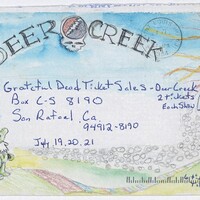 DEER CREEK
Grateful Dead Ticket Sales - Deer Creek
Box C-S 8190
2 tickets
Each Show
San Rafael, Ca.
94912-8190
July 19, 20, 21